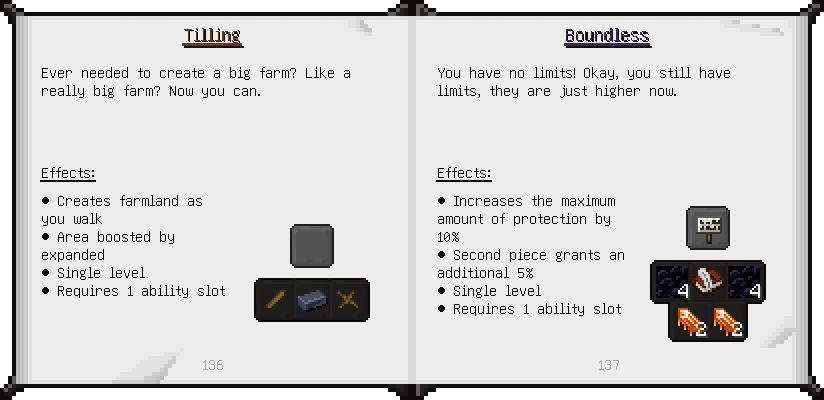 Tilling
Ever needed to create a big farm? Like a
really big farm? Now you can.
Effects:
• Creates farmland as
you walk
• Area boosted by
expanded
• Single level
• Requires 1 ability slot
136
Boundless
You have no limits! Okay, you still have
limits, they are just higher now.
Effects:
• Increases the maximum
amount of protection by
10%
• Second piece grants an
additional 5%
• Single level
• Requires 1 ability slot
4 4
2 2
137